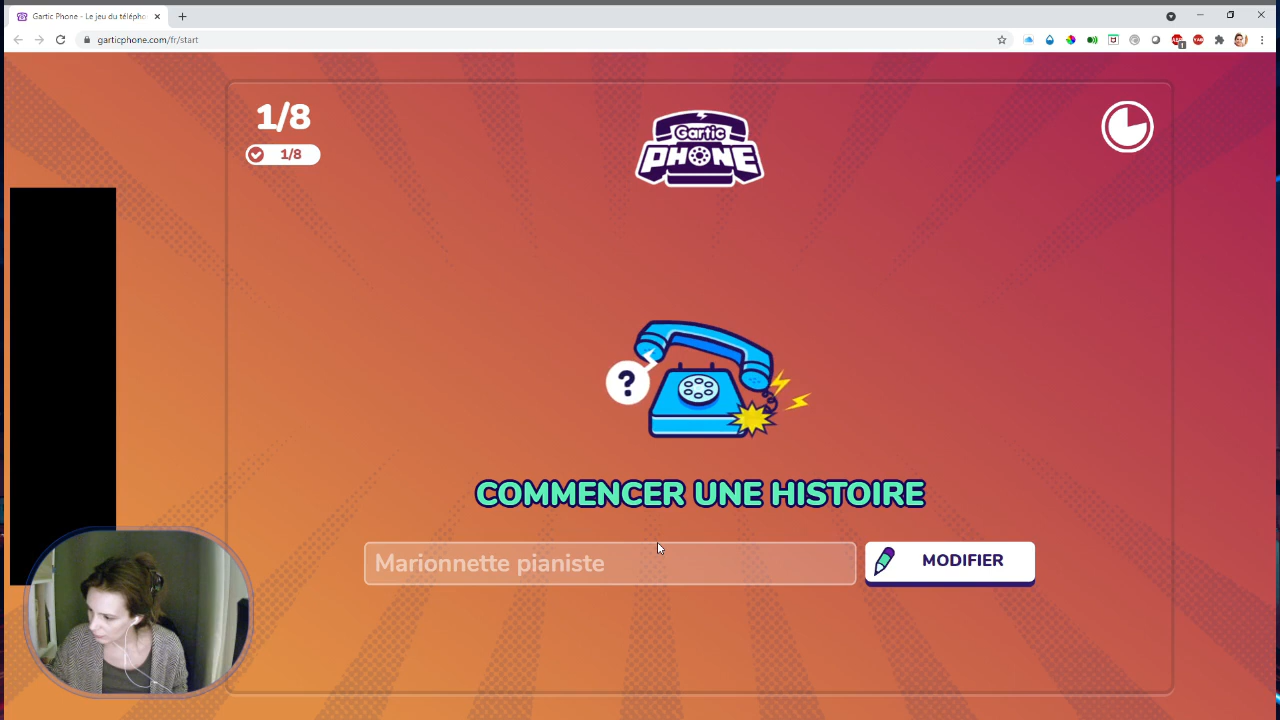 Gartic Phone - Le jeu du télépho
garticphone.com/fr/start
1/8
1/8
Gartic
PHONE
?
COMMENCER UNE HISTOIRE
Marionnette pianiste
MODIFIER